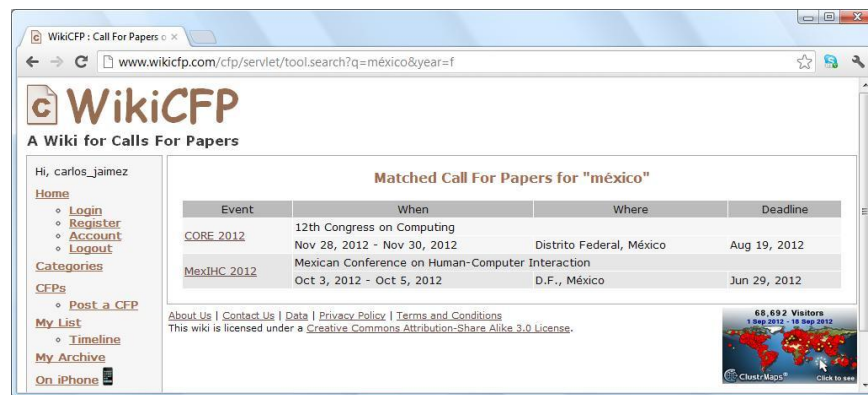 WikiCFP : Call For Papers o
www.wikicfp.com/cfp/servlet/tool.search?q=méxico&year=f
WikiCFP
A Wiki for Calls For Papers
Hi, carlos_jaimez
Home
Login
Register
Account
Logout
Categories
CFPs
Post a CFP
My List
Timeline
My Archive
On iPhone
Matched Call For Papers for "méxico"
Event When Where Deadline
CORE 2012 12th Congress on Computing
Nov 28, 2012 - Nov 30, 2012 Distrito Federal, México Aug 19, 2012
MexIHC 2012 Mexican Conference on Human-Computer Interaction
Oct 3, 2012 - Oct 5, 2012 D.F., México Jun 29, 2012
About Us | Contact Us | Data | Privacy Policy | Terms and Conditions
This wiki is licensed under a Creative Commons Attribution-Share Alike 3.0 License.
68,692 Visitors
1 Sep 2012 - 18 Sep 2012
ClustrMaps® Click to see